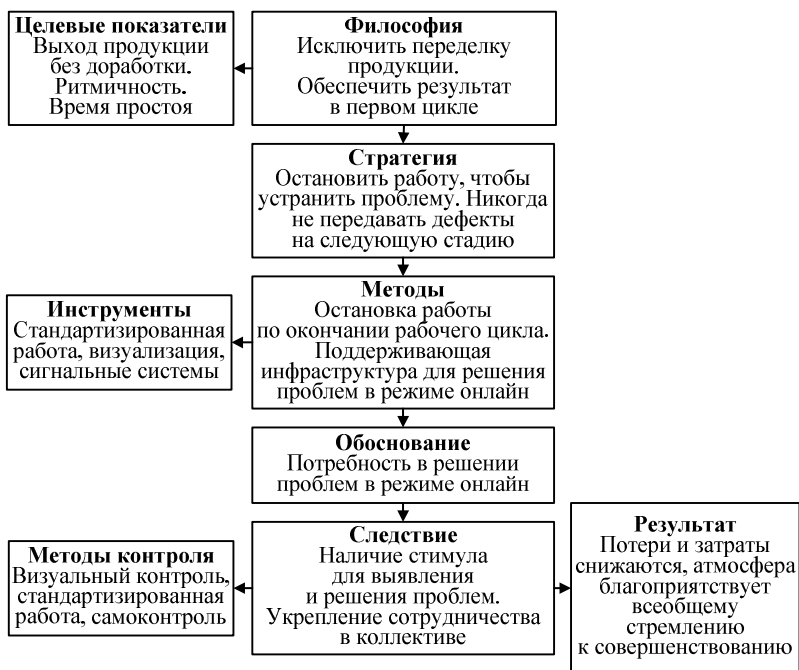 Целевые показатели
Выход продукции
без доработки.
Ритмичность.
Время простоя
Философия
Исключить переделку
продукции.
Обеспечить результат
в первом цикле
Стратегия
Остановить работу, чтобы
устранить проблему. Никогда
не передавать дефекты
на следующую стадию
Инструменты
Стандартизированная
работа, визуализация,
сигнальные системы
Методы
Остановка работы
по окончании рабочего цикла.
Поддерживающая
инфраструктура для решения
проблем в режиме онлайн
Обоснование
Потребность в решении
проблем в режиме онлайн
Методы контроля
Визуальный контроль,
стандартизированная
работа, самоконтроль
Следствие
Наличие стимула
для выявления
и решения проблем.
Укрепление сотрудничества
в коллективе
Результат
Потери и затраты
снижаются, атмосфера
благоприятствует
всеобщему
стремлению
к совершенствованию